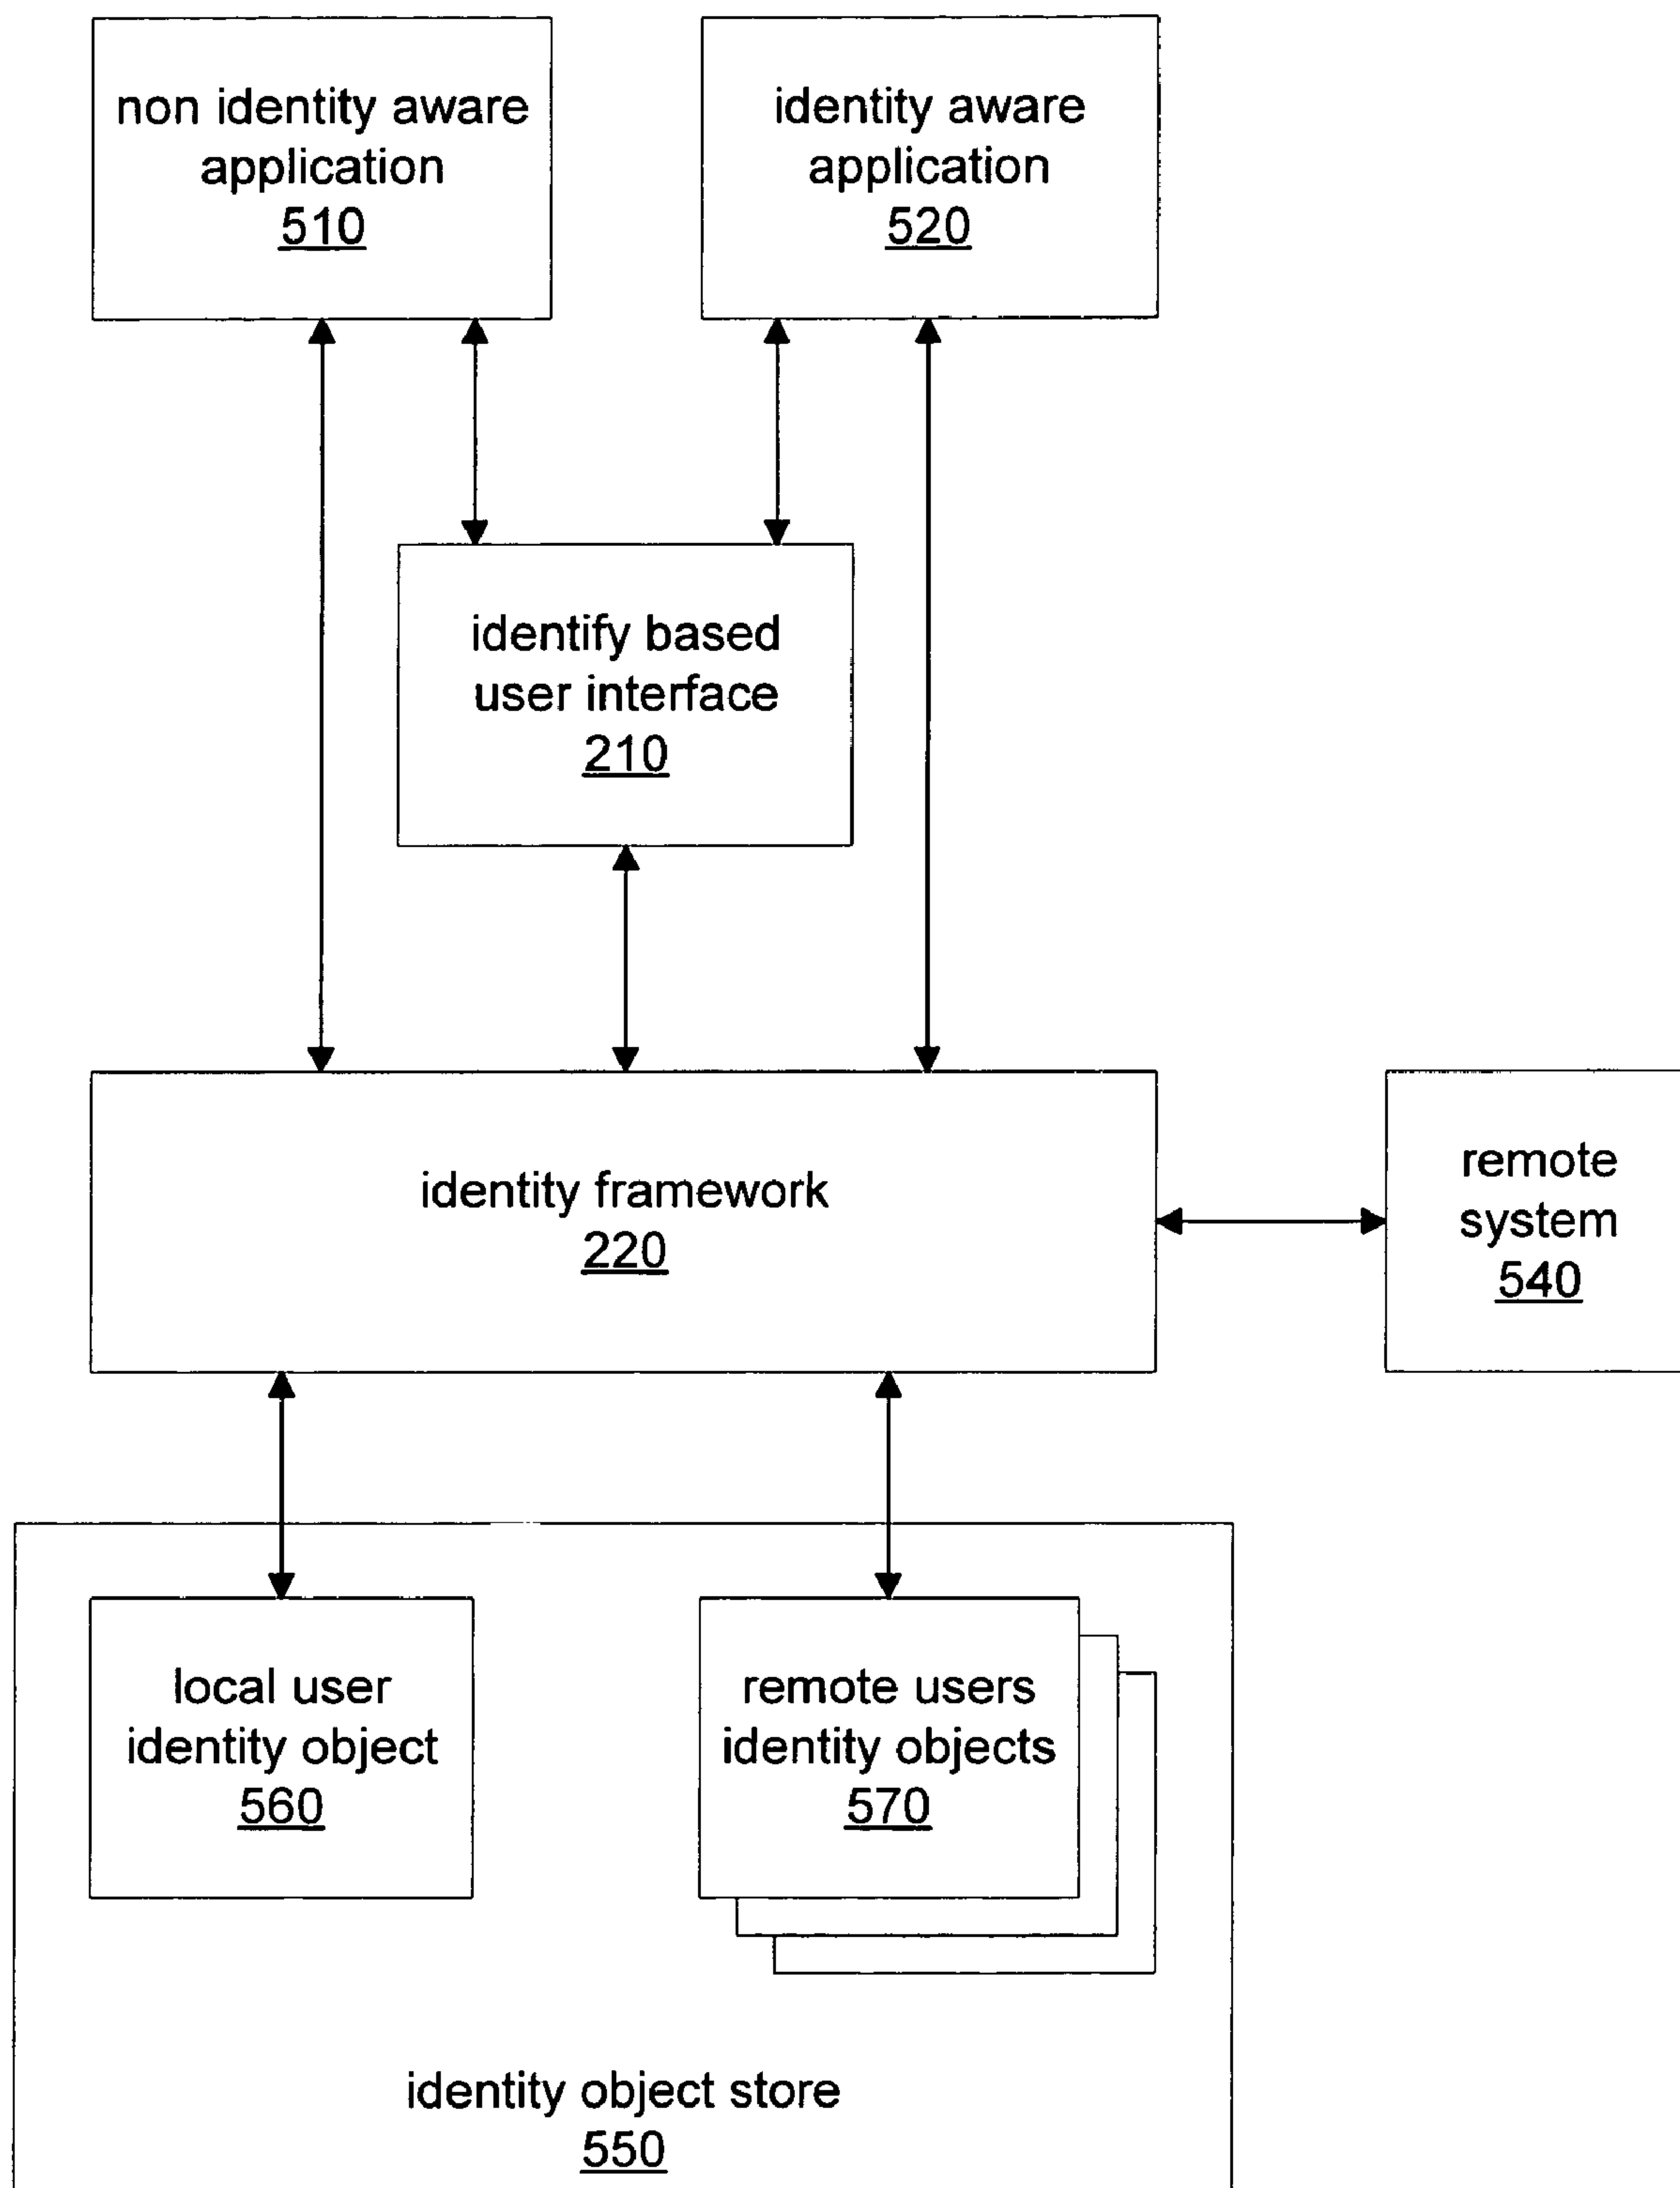 non identity aware
application
510
identity aware
application
520
identify based
user interface
210
identity framework
220
remote
system
540
local user
identity object
560
remote users
identity objects
570
identity object store
550